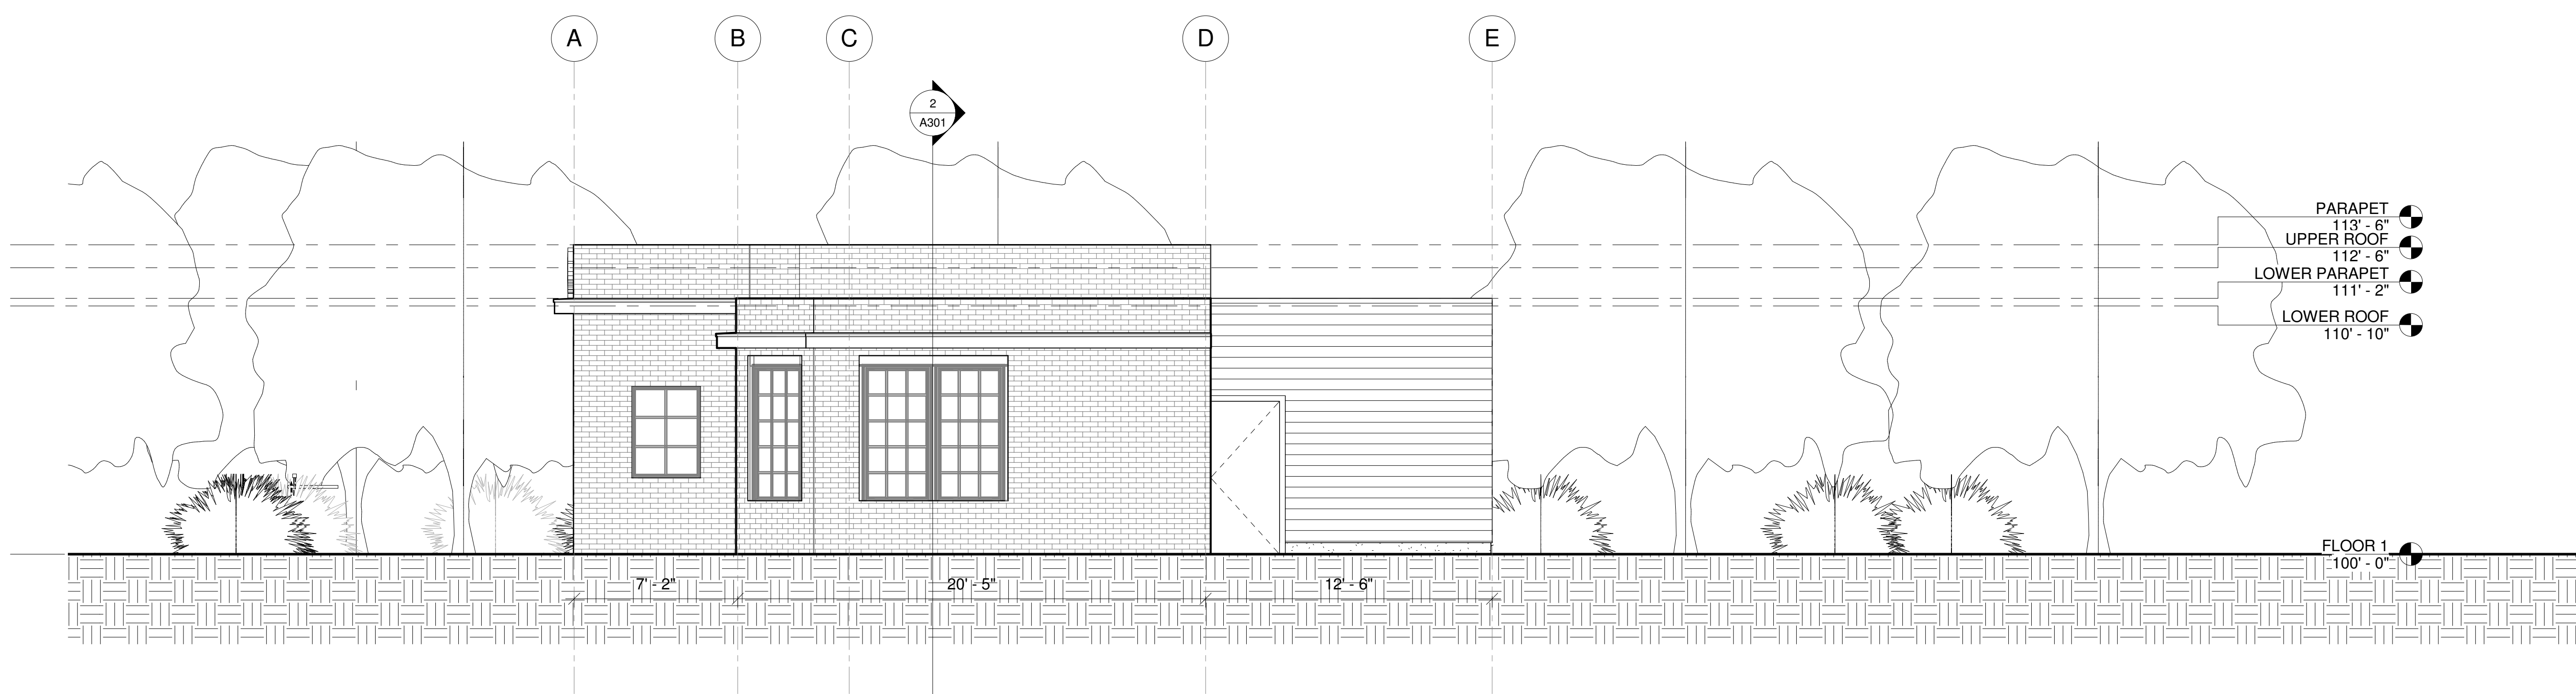 A
B
C
D
E
2
A301
PARAPET
113' - 6"
UPPER ROOF
112' - 6"
LOWER PARAPET
111' - 2"
LOWER ROOF
110' - 10"
FLOOR 1
100' - 0"
7' - 2"
20' - 5"
12' - 6"